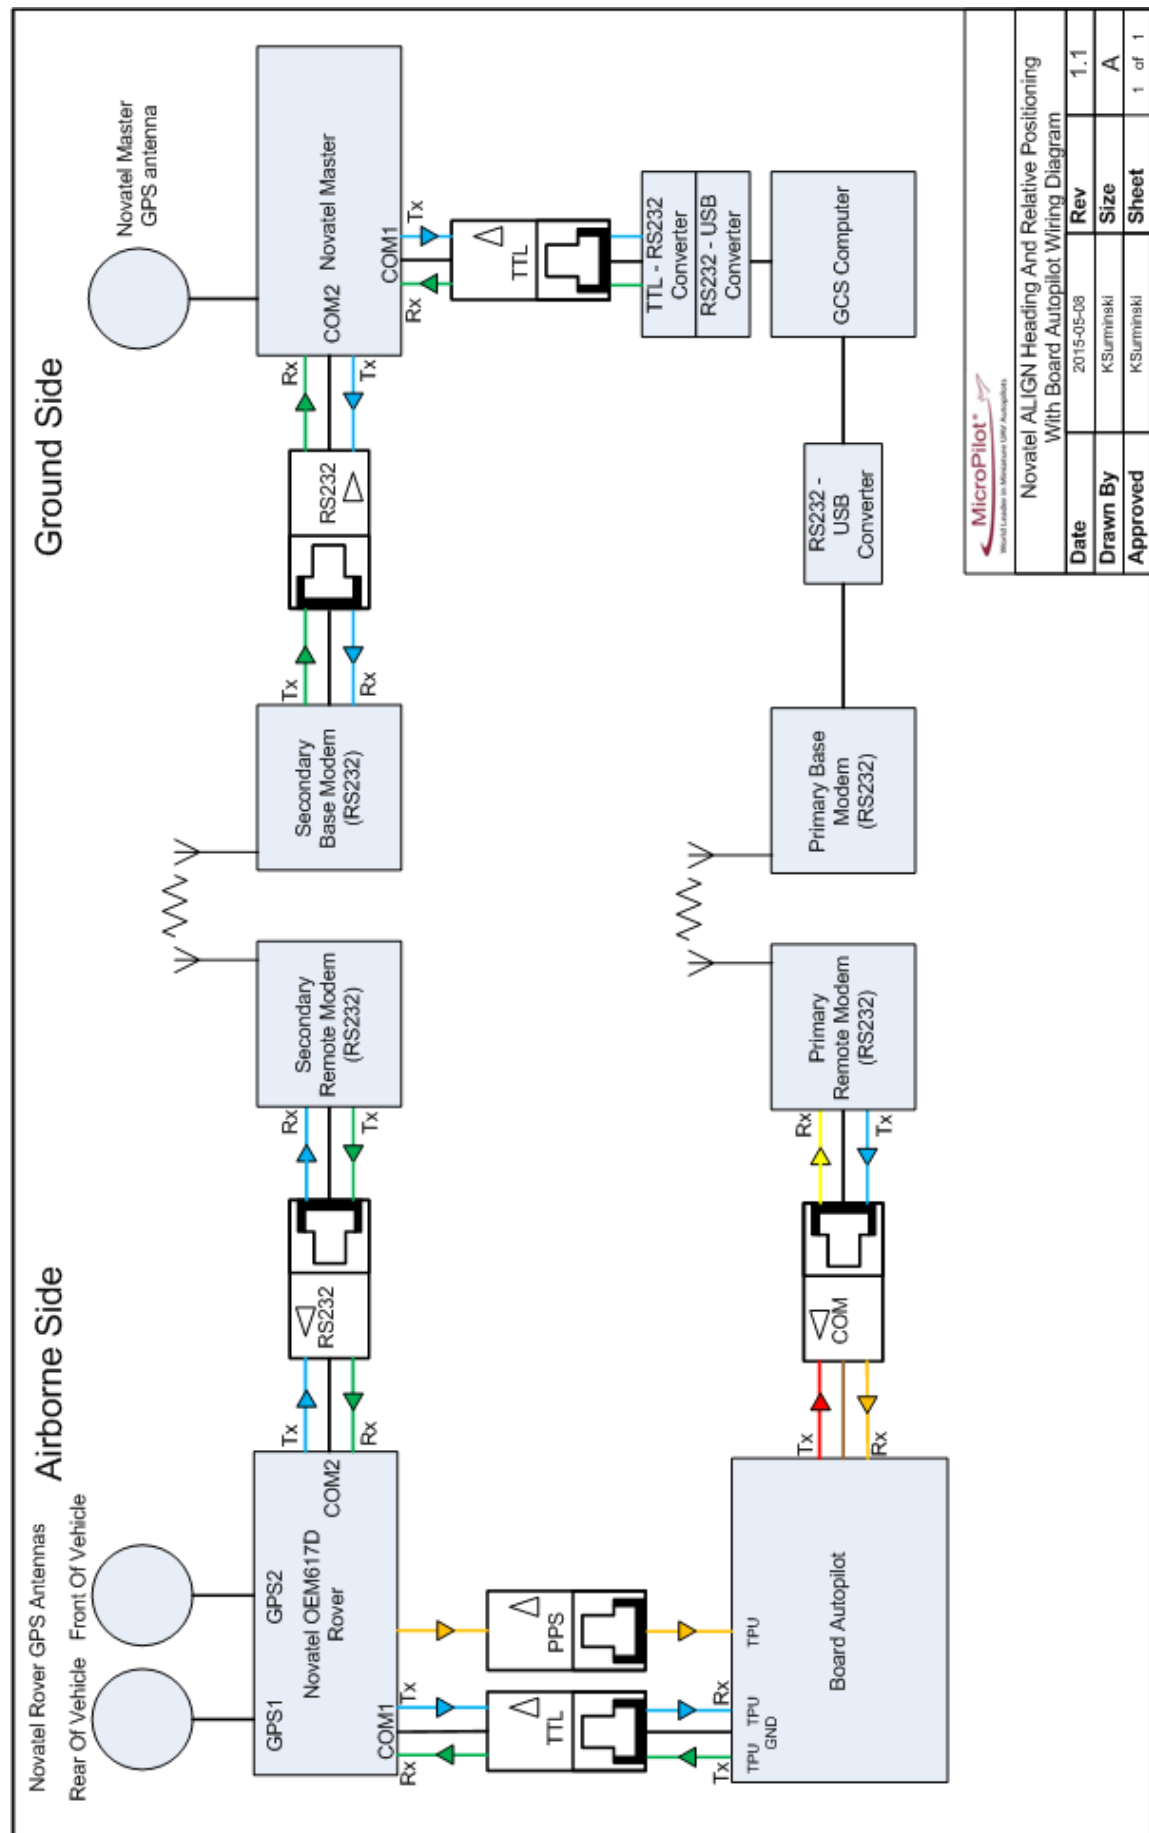 Airborne Side
Ground Side
Novatel Rover GPS Antennas
Rear Of Vehicle
Front Of Vehicle
GPS1
GPS2
Novatel OEM617D
Rover
COM1
COM2
Tx
Rx
RS232
Rx
Tx
Secondary
Remote Modem
(RS232)
Secondary
Base Modem
(RS232)
Tx
Rx
RS232
Rx
Tx
COM2
Novatel Master
COM1
Novatel Master
GPS antenna
Rx
Tx
TTL
PPS
Tx
Rx
TPU
TPU
GND
TPU
Board Autopilot
Tx
Rx
COM
Rx
Tx
Primary
Remote Modem
(RS232)
Primary Base
Modem
(RS232)
RS232 -
USB
Converter
GCS Computer
Rx
Tx
TTL
TTL - RS232
Converter
RS232 - USB
Converter
MicroPilot®
World Leader in Miniature UAV Autopilots
Novatel ALIGN Heading And Relative Positioning
With Board Autopilot Wiring Diagram
Date 2015-05-08 Rev 1.1
Drawn By KSurminski Size A
Approved KSurminski Sheet 1 of 1